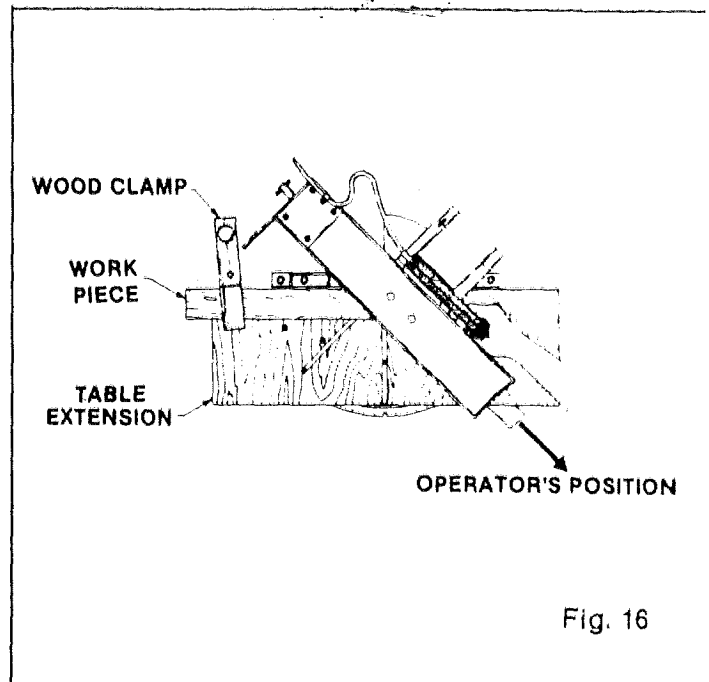 WOOD CLAMP
WORK
PIECE
TABLE
EXTENSION
OPERATOR'S POSITION
Fig. 16